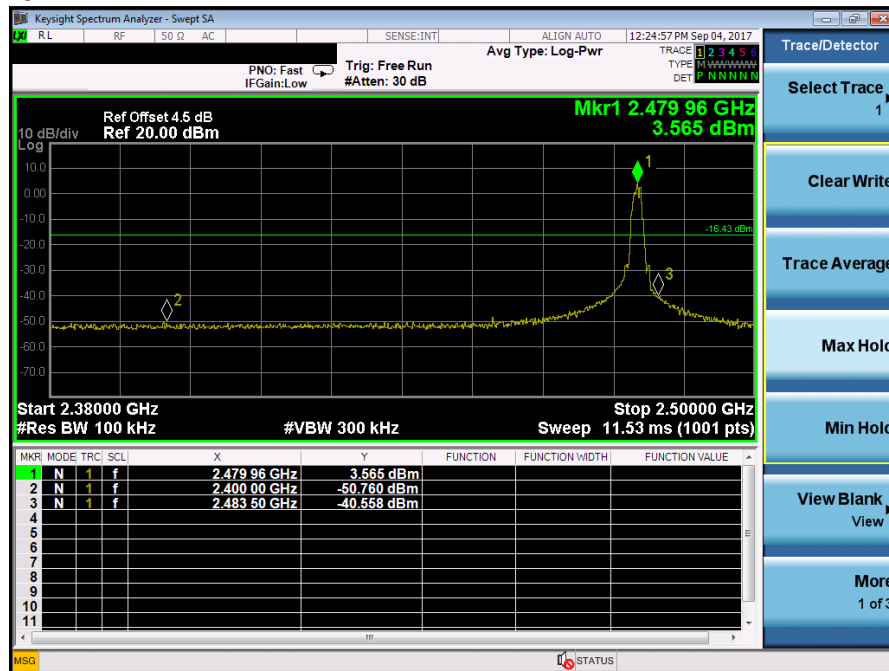 Keysight Spectrum Analyzer - Swept SA
LXI RL RF 50 Ω AC SENSE:INT ALIGN AUTO 12:24:57 PM Sep 04, 2017
Avg Type: Log-Pwr TRACE 1 2 3 4 5 6
PNO: Fast Trig: Free Run TYPE M WWWWW
IFGain:Low #Atten: 30 dB DET P N N N N N
Mkr1 2.479 96 GHz
3.565 dBm
Ref Offset 4.5 dB
10 dB/div Ref 20.00 dBm
Log
10.0
0.00
-10.0
-20.0
-30.0
-40.0
-50.0
-60.0
-70.0
1
-16.43 dBm
2
3
Start 2.38000 GHz Stop 2.50000 GHz
#Res BW 100 kHz #VBW 300 kHz Sweep 11.53 ms (1001 pts)
MKR MODE TRC SCL X Y FUNCTION FUNCTION WIDTH FUNCTION VALUE
1 N 1 f 2.479 96 GHz 3.565 dBm
2 N 1 f 2.400 00 GHz -50.760 dBm
3 N 1 f 2.483 50 GHz -40.558 dBm
4
5
6
7
8
9
10
11
MSG STATUS
Trace/Detector
Select Trace
1
Clear Write
Trace Average
Max Hold
Min Hold
View Blank
View
More
1 of 3